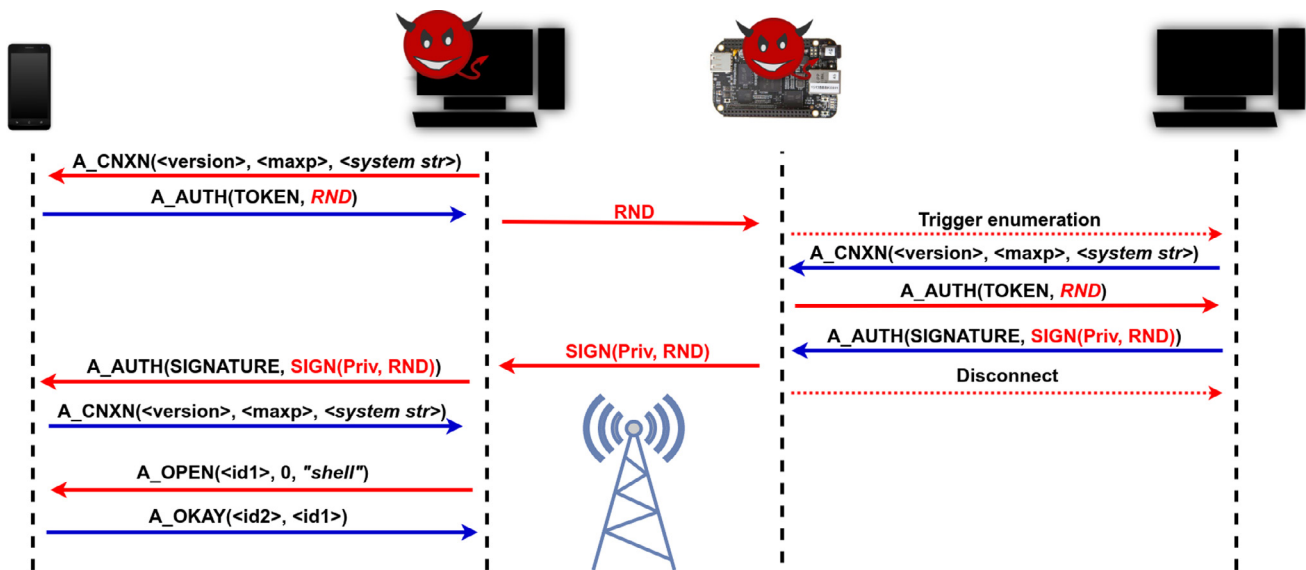 A_CNXN(<version>, <maxp>, <system str>)
A_AUTH(TOKEN, RND)
RND
Trigger enumeration
A_CNXN(<version>, <maxp>, <system str>)
A_AUTH(TOKEN, RND)
A_AUTH(SIGNATURE, SIGN(Priv, RND))
SIGN(Priv, RND)
A_AUTH(SIGNATURE, SIGN(Priv, RND))
Disconnect
A_CNXN(<version>, <maxp>, <system str>)
A_OPEN(<id1>, 0, "shell")
A_OKAY(<id2>, <id1>)